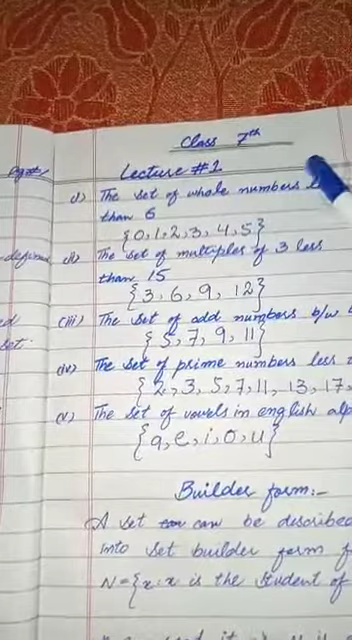 Class 7th
Lecture #1
i) The set of whole numbers
than 6
{0,1,2,3,4,5}
ii) The set of multiples of 3 less
than 15
{3,6,9,12}
(iii) The set of odd numbers b/w
{5,7,9,11}
(iv) The set of prime numbers less
{2,3,5,7,11,13,17,
(v) The set of vowels in english alp
{a,e,i,o,u}
defined
set.
Builder form:-
A set can be described
into set builder form
N={x:x is the student of